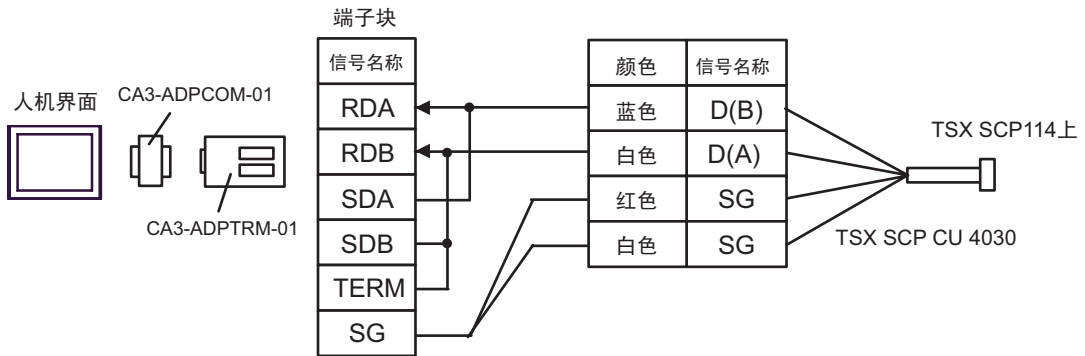 端子块
信号名称
RDA
RDB
SDA
SDB
TERM
SG
人机界面
CA3-ADPCOM-01
CA3-ADPTRM-01
颜色 信号名称
蓝色 D(B)
白色 D(A)
红色 SG
白色 SG
TSX SCP114上
TSX SCP CU 4030